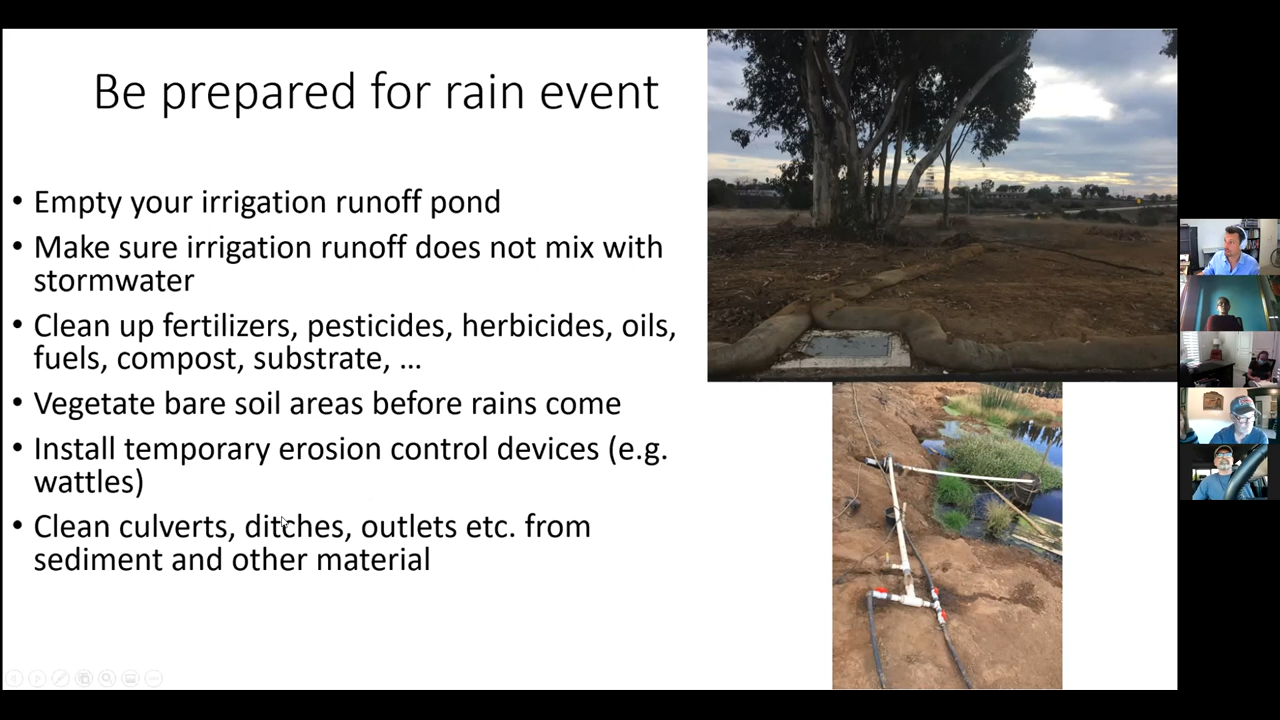 Be prepared for rain event
• Empty your irrigation runoff pond
• Make sure irrigation runoff does not mix with
stormwater
• Clean up fertilizers, pesticides, herbicides, oils,
fuels, compost, substrate, ...
• Vegetate bare soil areas before rains come
• Install temporary erosion control devices (e.g.
wattles)
• Clean culverts, ditches, outlets etc. from
sediment and other material